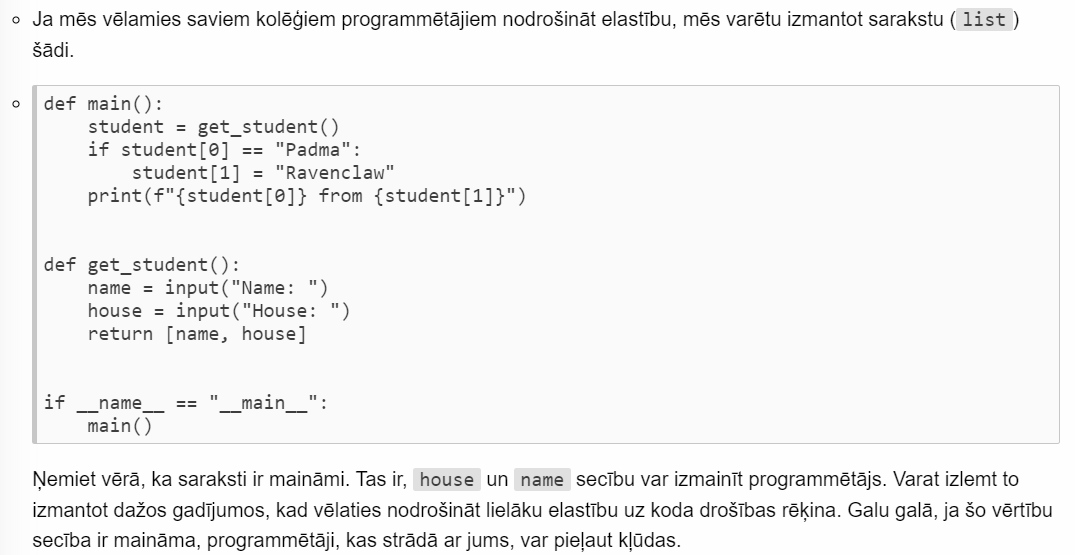 Ja mēs vēlamies saviem kolēģiem programmētājiem nodrošināt elastību, mēs varētu izmantot sarakstu ( list )
šādi.
def main():
    student = get_student()
    if student[0] == "Padma":
        student[1] = "Ravenclaw"
    print(f"{student[0]} from {student[1]}")
def get_student():
    name = input("Name: ")
    house = input("House: ")
    return [name, house]
if __name__ == "__main__":
    main()
Ņemiet vērā, ka saraksti ir maināmi. Tas ir, house un name secību var izmainīt programmētājs. Varat izlemt to
izmantot dažos gadījumos, kad vēlaties nodrošināt lielāku elastību uz koda drošības rēķina. Galu galā, ja šo vērtību
secība ir maināma, programmētāji, kas strādā ar jums, var pieļaut kļūdas.